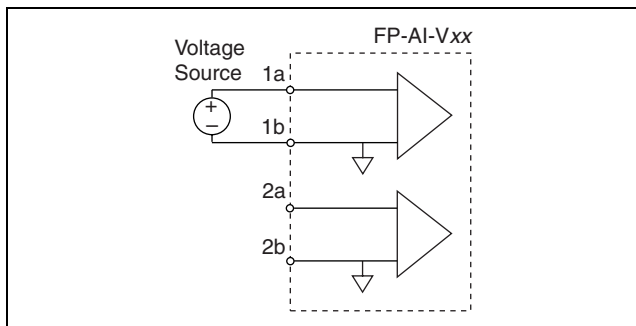 FP-AI-Vxx
Voltage
Source
1a
+
−
1b
2a
2b